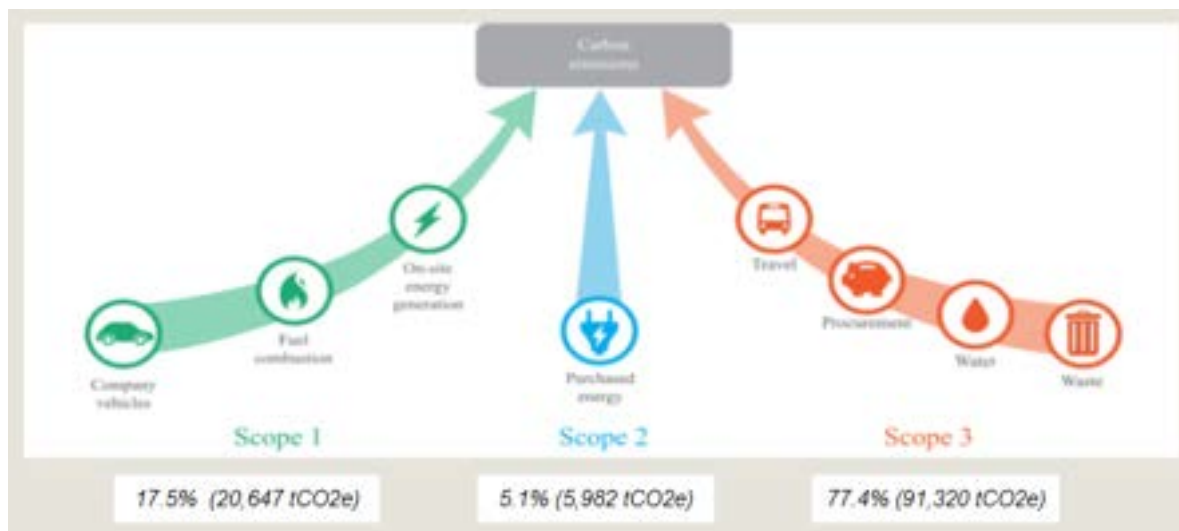 Carbon
emissions
On-site
energy
generation
Travel
Fuel
combustion
Procurement
Company
vehicles
Purchased
energy
Water
Waste
Scope 1
Scope 2
Scope 3
17.5% (20,647 tCO2e)
5.1% (5,982 tCO2e)
77.4% (91,320 tCO2e)